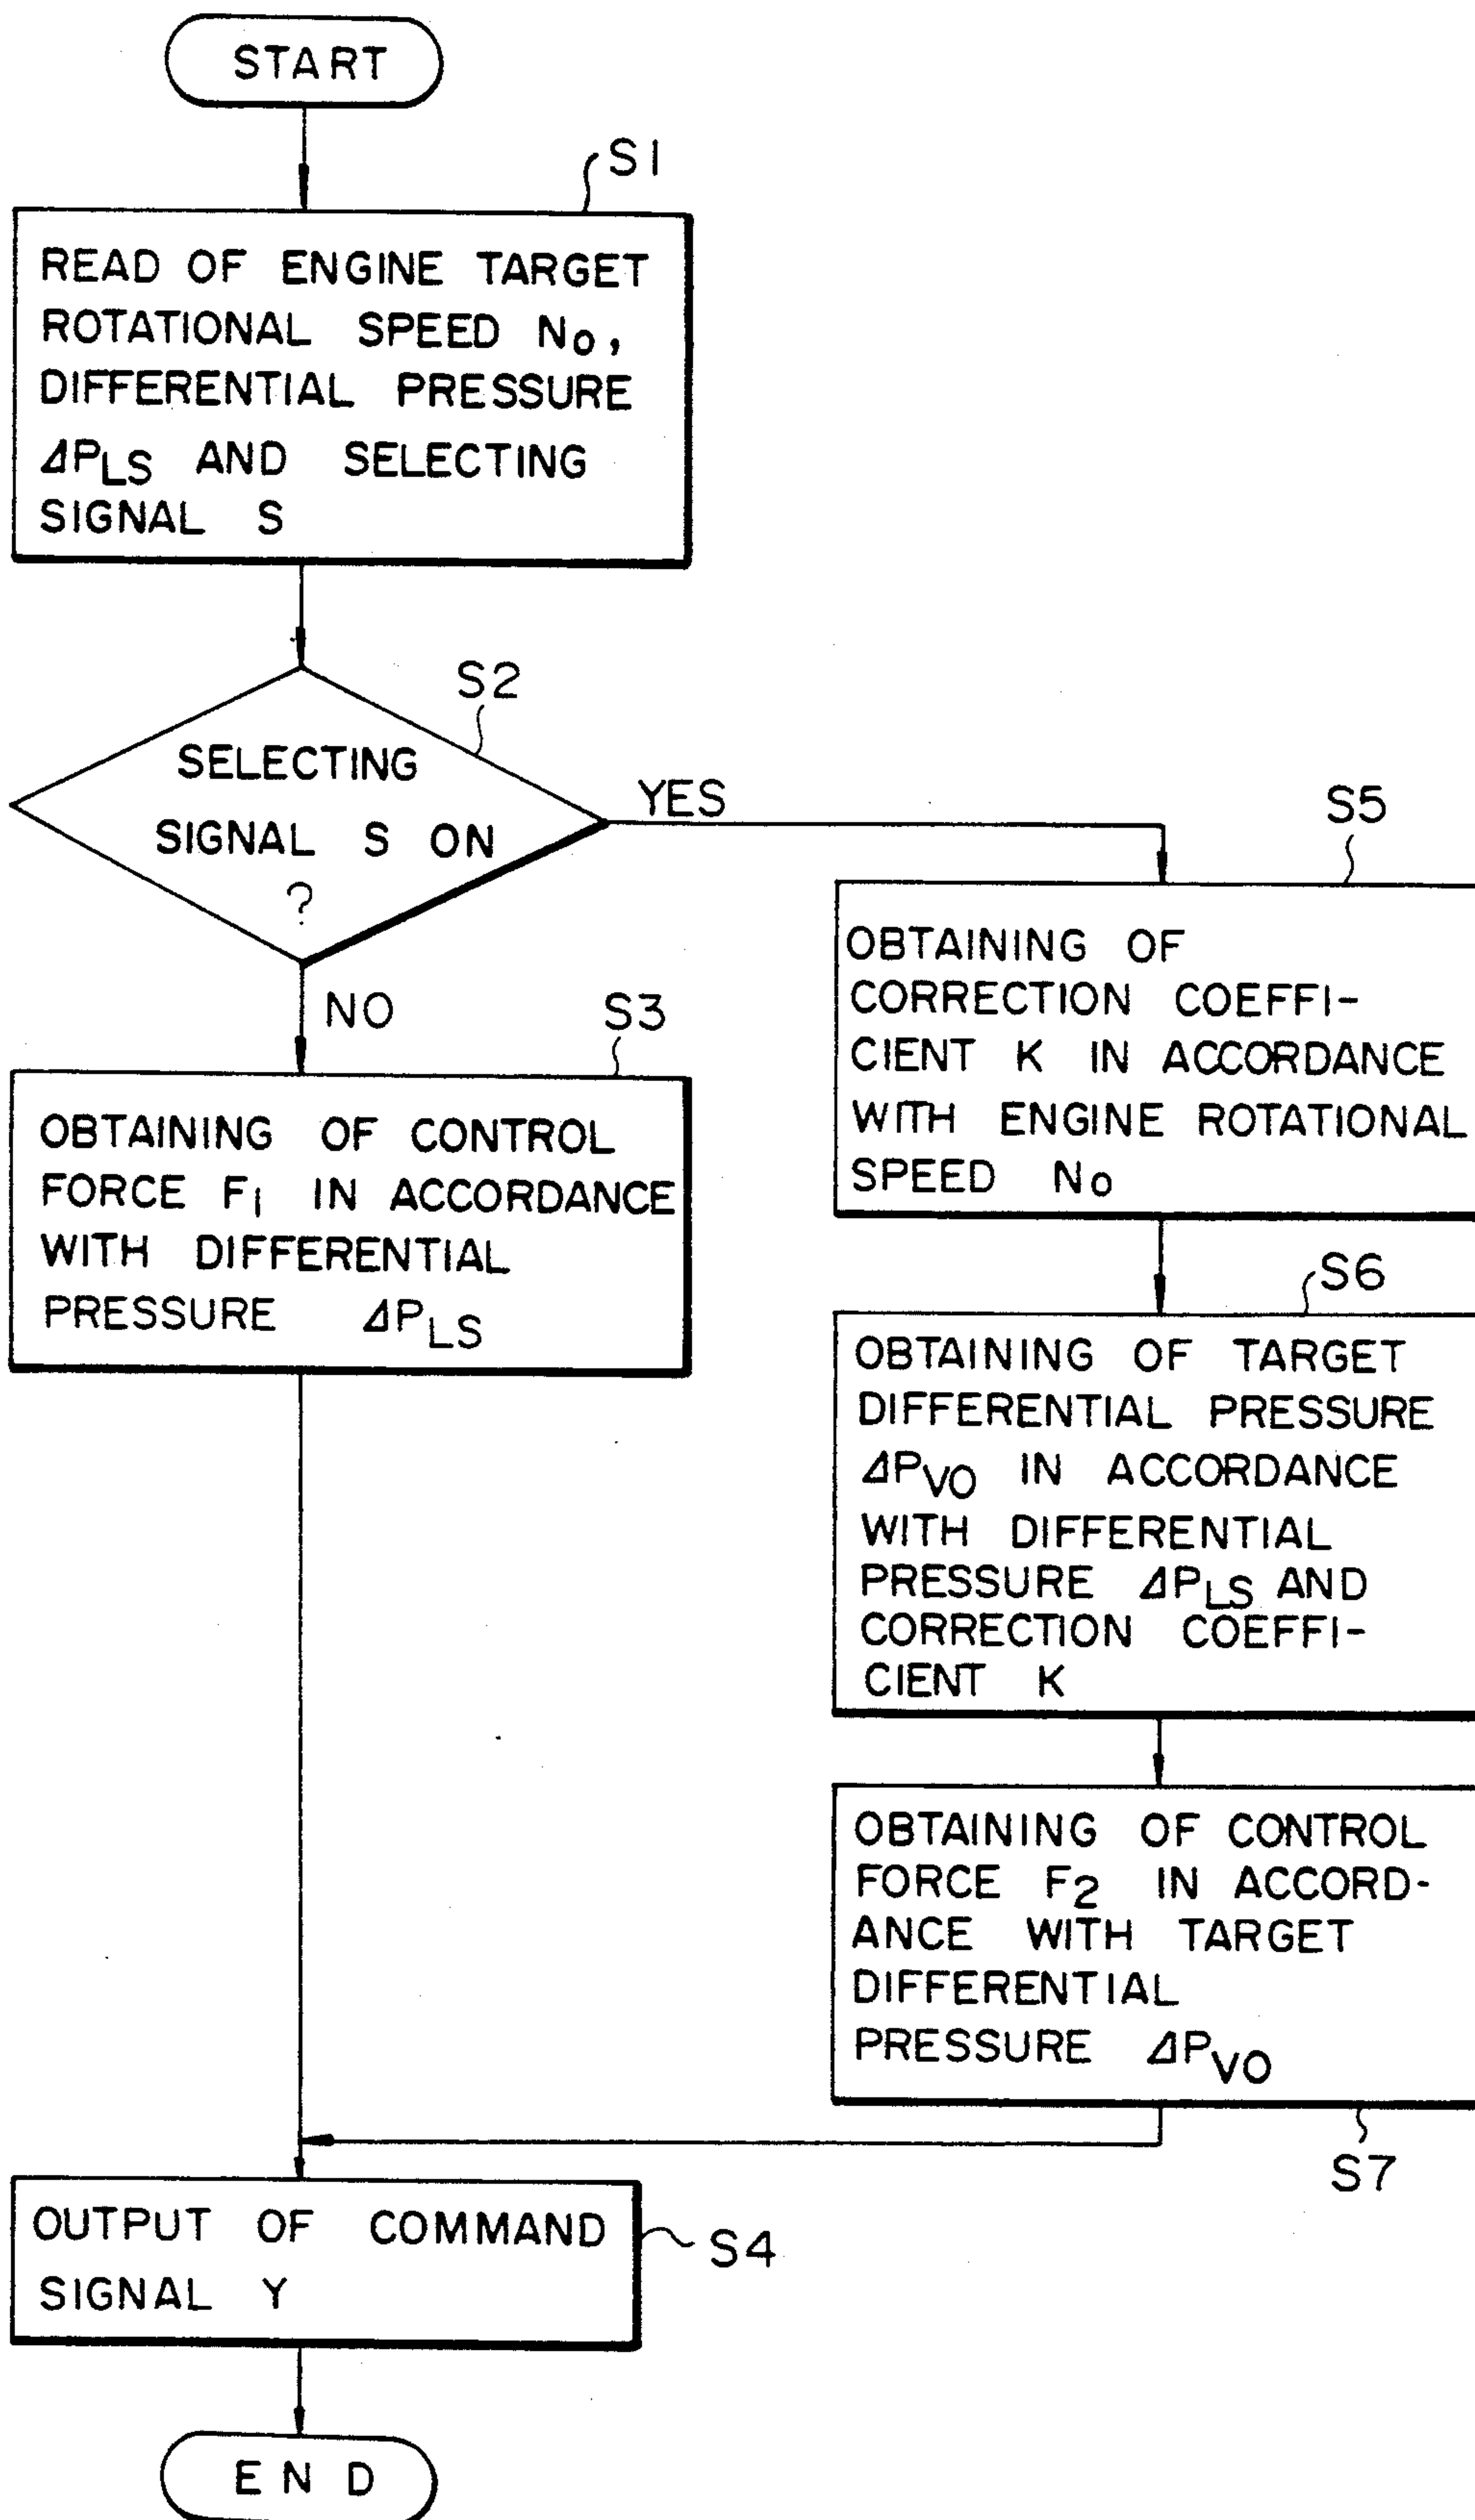 START
S1
READ OF ENGINE TARGET
ROTATIONAL SPEED No,
DIFFERENTIAL PRESSURE
ΔPLS AND SELECTING
SIGNAL S
S2
SELECTING
SIGNAL S ON
?
YES
NO
S3
OBTAINING OF CONTROL
FORCE F1 IN ACCORDANCE
WITH DIFFERENTIAL
PRESSURE ΔPLS
S5
OBTAINING OF
CORRECTION COEFFI-
CIENT K IN ACCORDANCE
WITH ENGINE ROTATIONAL
SPEED No
S6
OBTAINING OF TARGET
DIFFERENTIAL PRESSURE
ΔPVO IN ACCORDANCE
WITH DIFFERENTIAL
PRESSURE ΔPLS AND
CORRECTION COEFFI-
CIENT K
OBTAINING OF CONTROL
FORCE F2 IN ACCORD-
ANCE WITH TARGET
DIFFERENTIAL
PRESSURE ΔPVO
S7
OUTPUT OF COMMAND
SIGNAL Y
S4
END